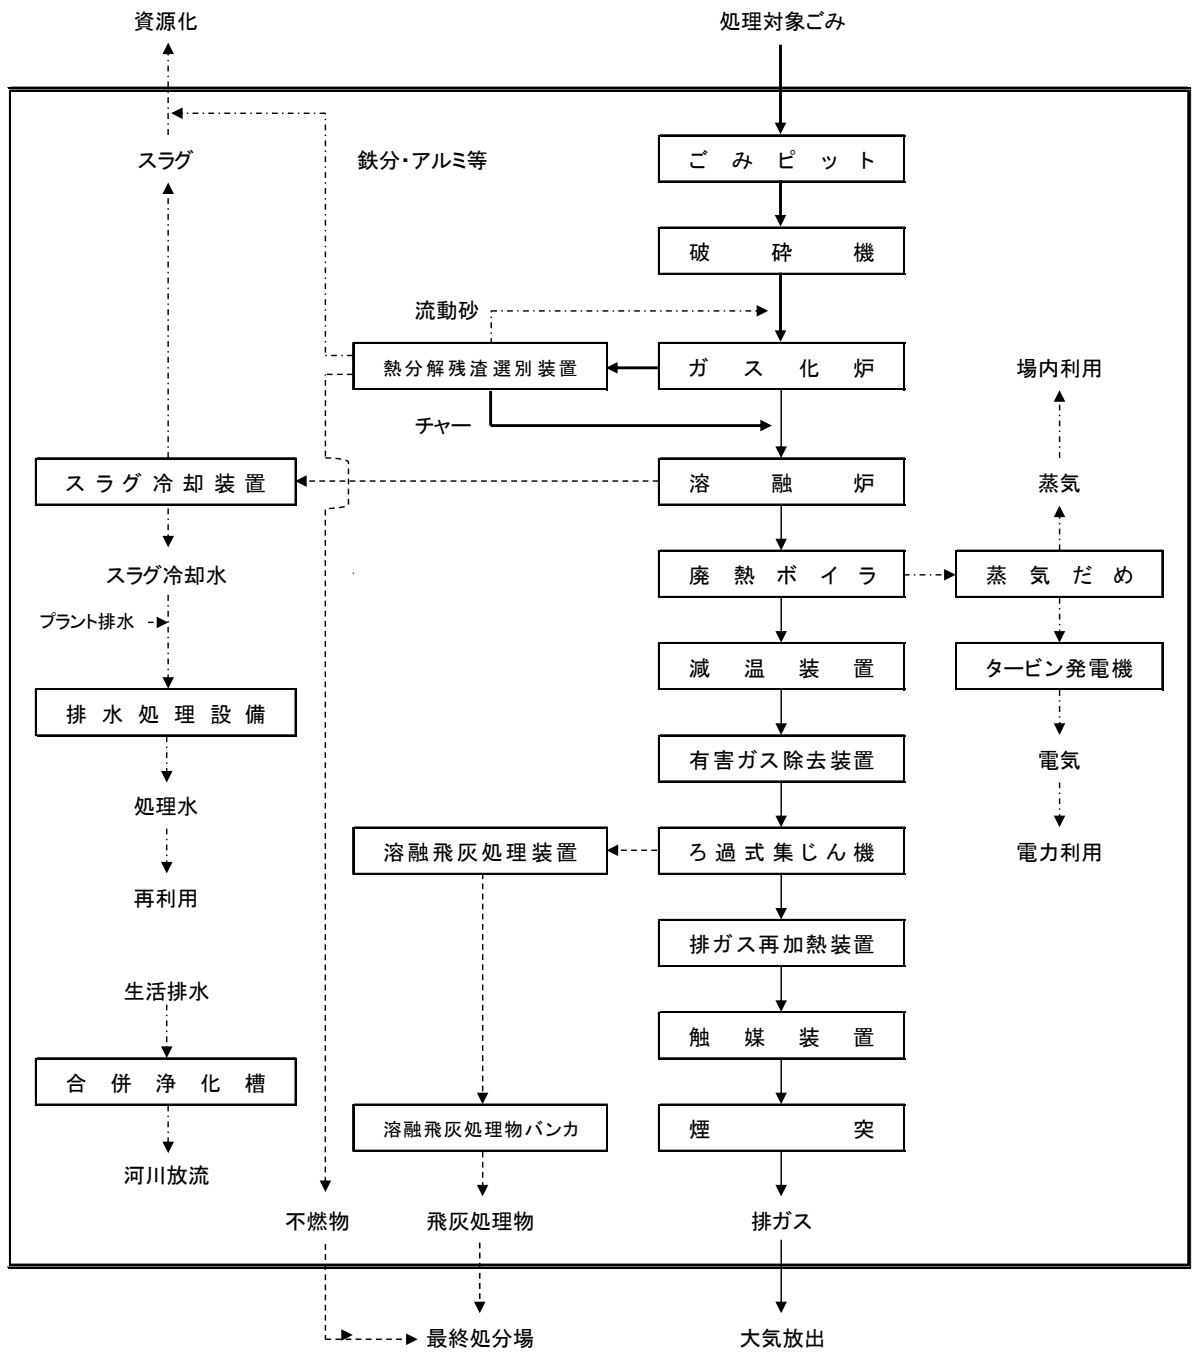 資源化
処理対象ごみ
スラグ
鉄分・アルミ等
ごみピット
破砕機
流動砂
熱分解残渣選別装置
ガス化炉
場内利用
チャー
スラグ冷却装置
溶融炉
蒸気
スラグ冷却水
廃熱ボイラ
蒸気だめ
プラント排水
減温装置
タービン発電機
排水処理設備
有害ガス除去装置
電気
処理水
溶融飛灰処理装置
ろ過式集じん機
電力利用
再利用
排ガス再加熱装置
生活排水
触媒装置
合併浄化槽
溶融飛灰処理物バンカ
煙突
河川放流
不燃物
飛灰処理物
排ガス
最終処分場
大気放出